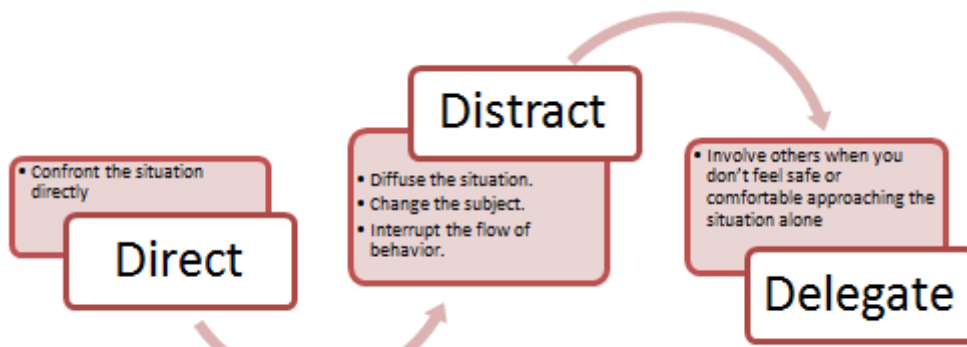 • Confront the situation
directly
Direct
Distract
• Diffuse the situation.
• Change the subject.
• Interrupt the flow of
behavior.
• Involve others when you
don't feel safe or
comfortable approaching the
situation alone
Delegate